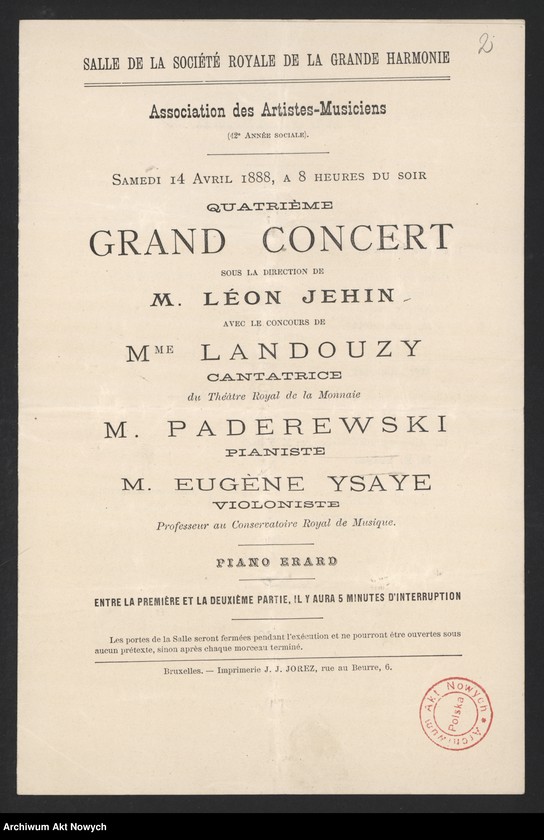 2
SALLE DE LA SOCIÉTÉ ROYALE DE LA GRANDE HARMONIE
Association des Artistes-Musiciens
(42e ANNÉE SOCIALE).
SAMEDI 14 AVRIL 1888, A 8 HEURES DU SOIR
QUATRIÈME
GRAND CONCERT
SOUS LA DIRECTION DE
M. LÉON JEHIN
AVEC LE CONCOURS DE
MME LANDOUZY
CANTATRICE
du Théâtre Royal de la Monnaie
M. PADEREWSKI
PIANISTE
M. EUGÈNE YSAYE
VIOLONISTE
Professeur au Conservatoire Royal de Musique.
PIANO ERARD
ENTRE LA PREMIÈRE ET LA DEUXIÈME PARTIE, IL Y AURA 5 MINUTES D'INTERRUPTION
Les portes de la Salle seront fermées pendant l'exécution et ne pourront être ouvertes sous
aucun prétexte, sinon après chaque morceau terminé.
Bruxelles. — Imprimerie J. J. JOREZ, rue au Beurre, 6.
Archiwum Akt Nowych
Polska
Archiwum Akt Nowych